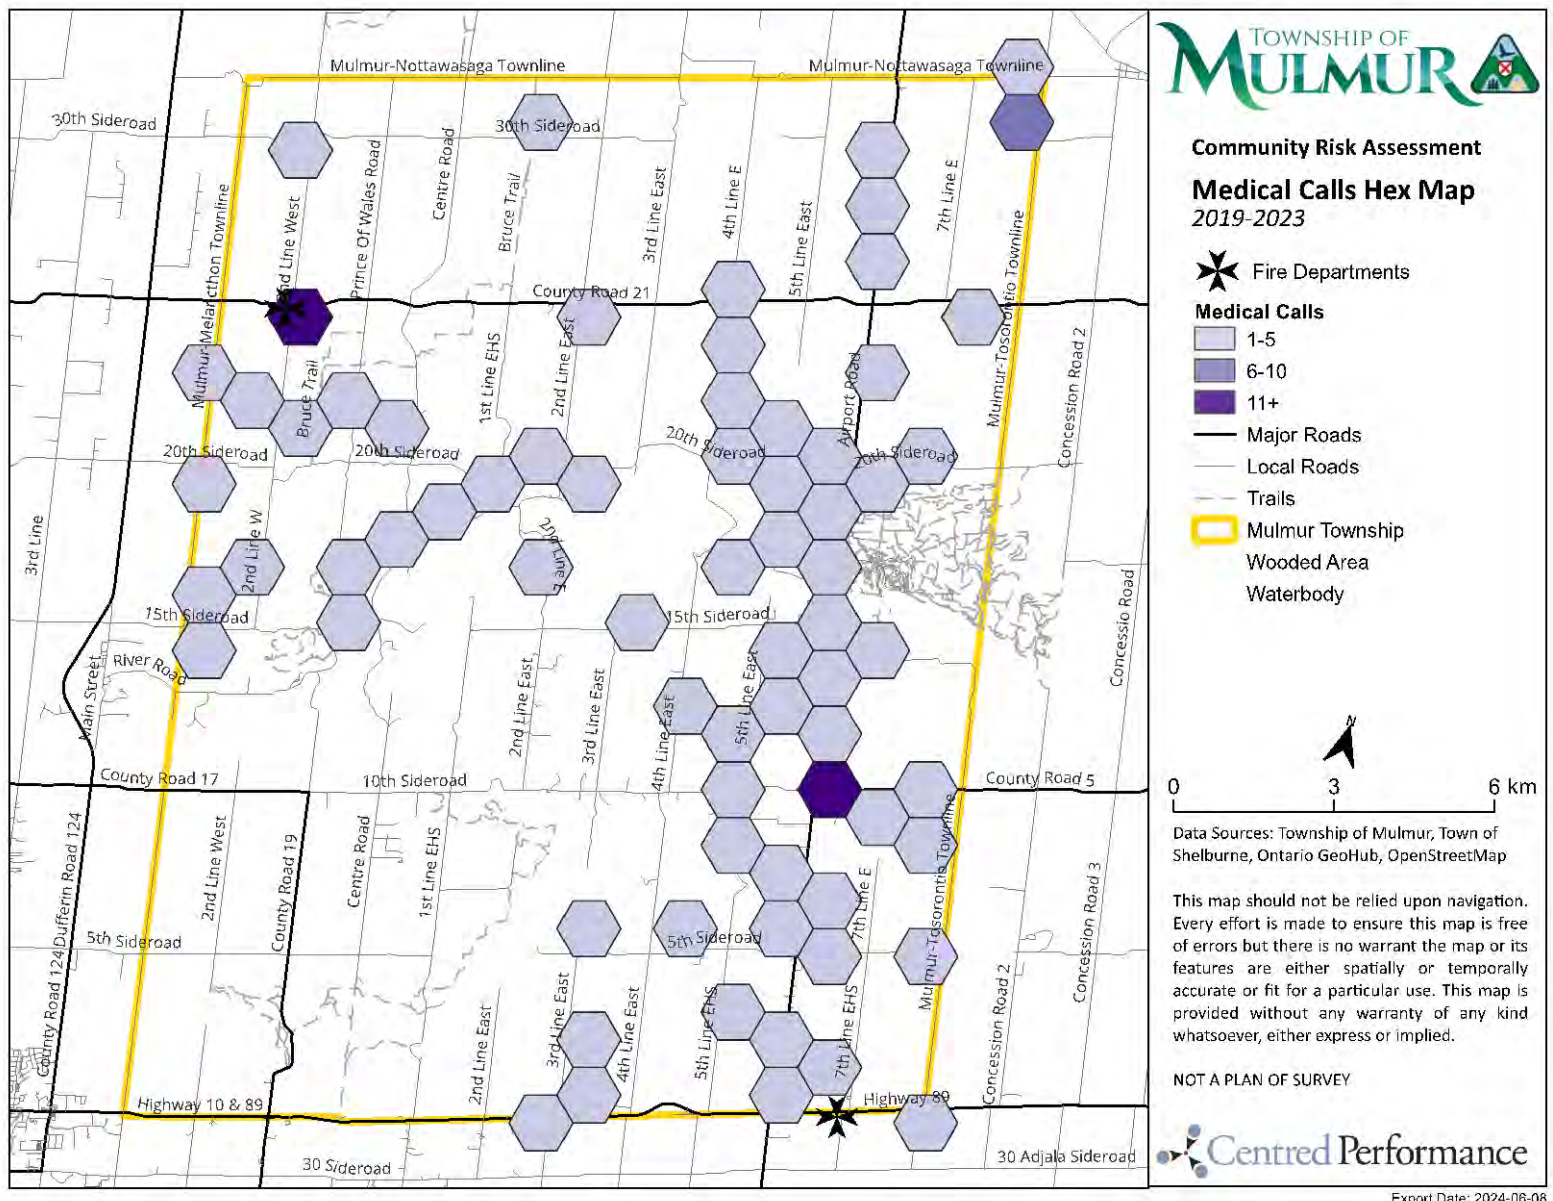 TOWNSHIP OF
MULMUR
Community Risk Assessment
Medical Calls Hex Map
2019-2023
Fire Departments
Medical Calls
1-5
6-10
11+
Major Roads
Local Roads
Trails
Mulmur Township
Wooded Area
Waterbody
N
0 3 6 km
Data Sources: Township of Mulmur, Town of
Shelburne, Ontario GeoHub, OpenStreetMap
This map should not be relied upon navigation.
Every effort is made to ensure this map is free
of errors but there is no warrant the map or its
features are either spatially or temporally
accurate or fit for a particular use. This map is
provided without any warranty of any kind
whatsoever, either express or implied.
NOT A PLAN OF SURVEY
Centred Performance
Export Date: 2024-06-08
Mulmur-Nottawasaga Townline
Mulmur-Nottawasaga Townline
30th Sideroad
30th Sideroad
Mulmur-Melancthon Townline
2nd Line West
Prince Of Wales Road
Centre Road
Bruce Trail
3rd Line East
4th Line E
5th Line East
7th Line E
Mulmur-Tosorontio Townline
County Road 21
Concession Road 2
Bruce Trail
1st Line EHS
2nd Line East
Airport Road
20th Sideroad
20th Sideroad
20th Sideroad
20th Sideroad
3rd Line
2nd Line W
2nd Line E
15th Sideroad
15th Sideroad
River Road
Main Street
Concessio Road
2nd Line East
3rd Line East
4th Line East
5th Line East
County Road 17
10th Sideroad
County Road 5
County Road 124
Dufferin Road 124
2nd Line West
County Road 19
Centre Road
1st Line EHS
7th Line E
Mulmur-Tosorontio Townline
Concession Road 3
5th Sideroad
5th Sideroad
2nd Line East
3rd Line East
4th Line East
5th Line EHS
7th Line EHS
Concession Road 2
Highway 10 & 89
Highway 89
30 Sideroad
30 Adjala Sideroad